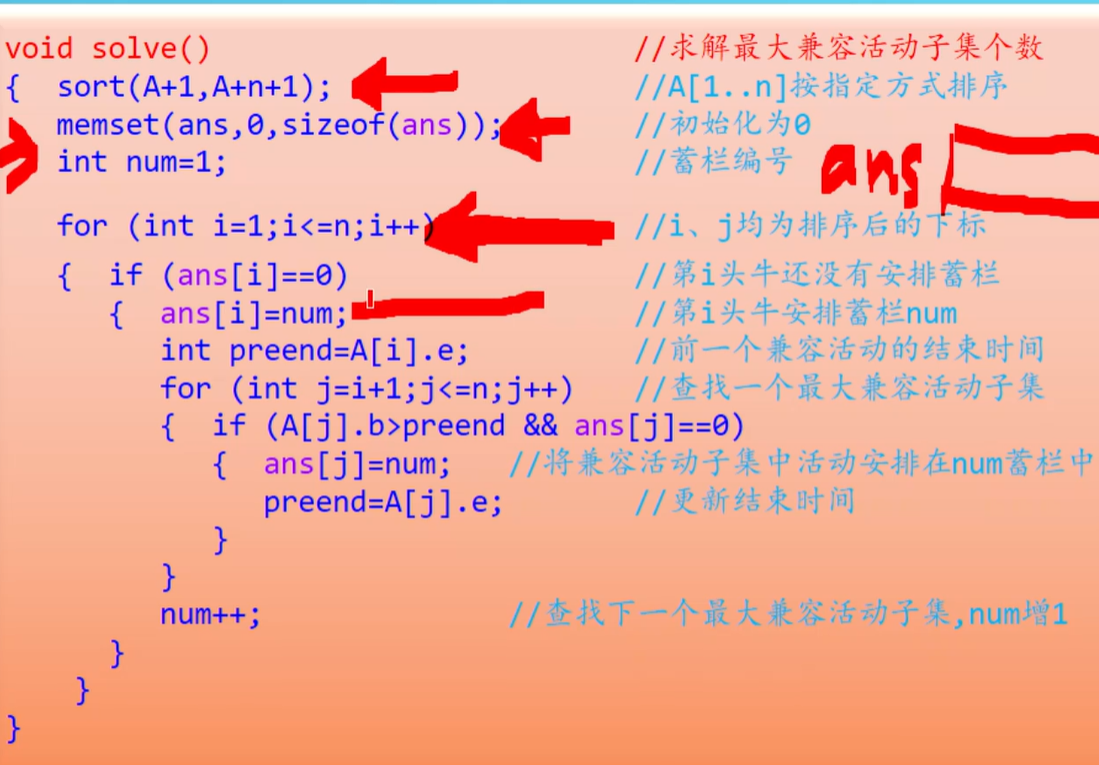 void solve() //求解最大兼容活动子集个数
{ sort(A+1,A+n+1); //A[1..n]按指定方式排序
memset(ans,0,sizeof(ans)); //初始化为0
int num=1; //蓄栏编号 ans
for (int i=1;i<=n;i++) //i、j均为排序后的下标
{ if (ans[i]==0) //第i头牛还没有安排蓄栏
{ ans[i]=num; //第i头牛安排蓄栏num
int preend=A[i].e; //前一个兼容活动的结束时间
for (int j=i+1;j<=n;j++) //查找一个最大兼容活动子集
{ if (A[j].b>preend && ans[j]==0)
{ ans[j]=num; //将兼容活动子集中活动安排在num蓄栏中
preend=A[j].e; //更新结束时间
}
}
num++; //查找下一个最大兼容活动子集,num增1
}
}
}